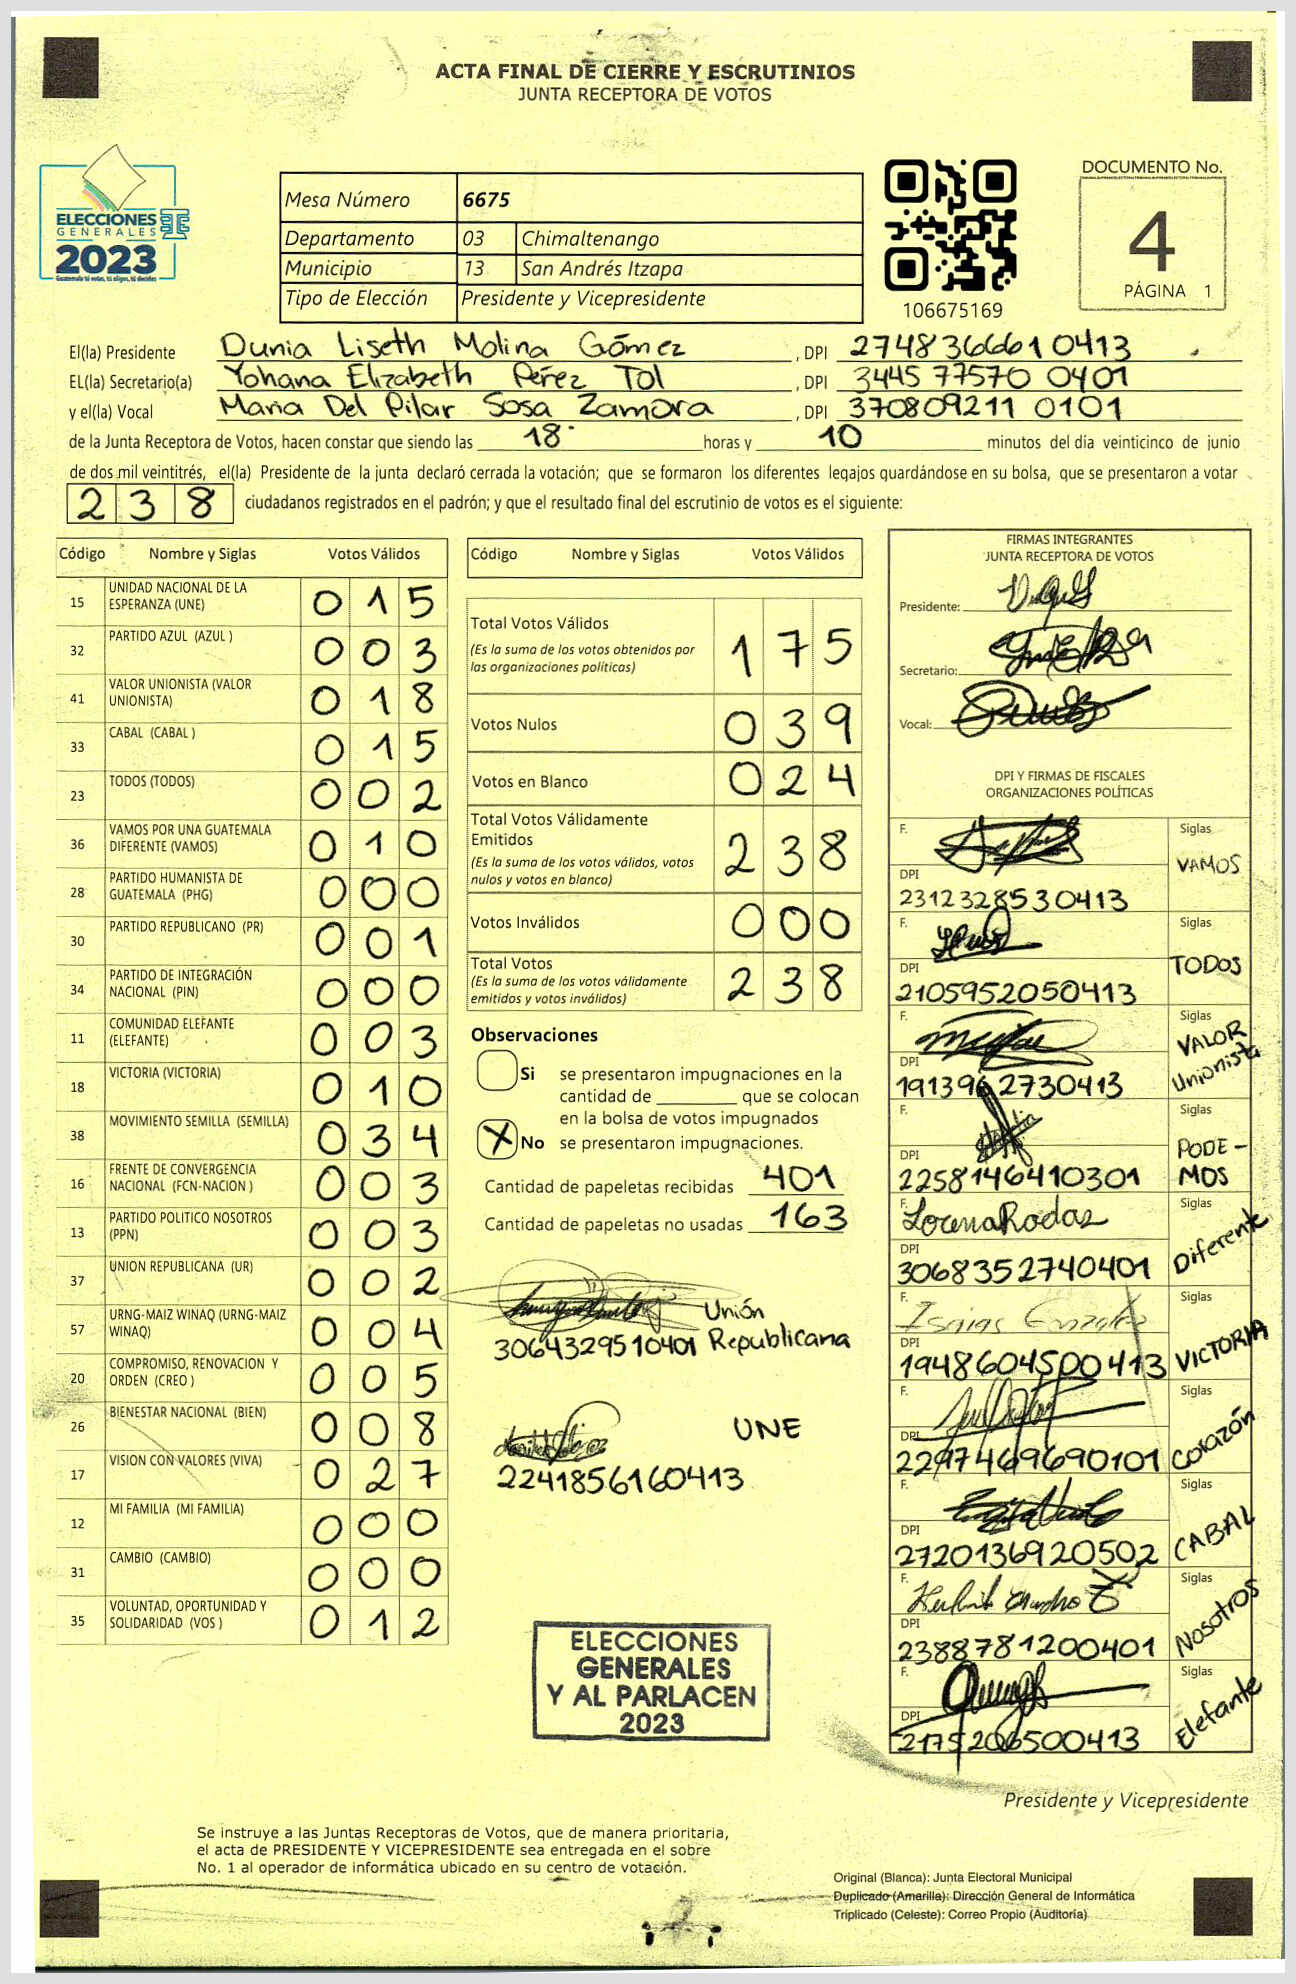 ACTA FINAL DE CIERRE Y ESCRUTINIOS
JUNTA RECEPTORA DE VOTOS
ELECCIONES
GENERALES
2023
Guatemala tú votas, tú eliges, tú decides
Mesa Número 6675
Departamento 03 Chimaltenango
Municipio 13 San Andrés Itzapa
Tipo de Elección Presidente y Vicepresidente
106675169
DOCUMENTO No.
4
PÁGINA 1
El(la) Presidente Dunia Liseth Molina Gómez , DPI 2748366610413
EL(la) Secretario(a) Yohana Elizabeth Pérez Tol , DPI 3445 77570 0401
y el(la) Vocal Maria Del Pilar Sosa Zamora , DPI 370809211 0101
de la Junta Receptora de Votos, hacen constar que siendo las 18 horas y 10 minutos del día veinticinco de junio
de dos mil veintitrés, el(la) Presidente de la junta declaró cerrada la votación; que se formaron los diferentes legajos quardándose en su bolsa, que se presentaron a votar
238 ciudadanos registrados en el padrón; y que el resultado final del escrutinio de votos es el siguiente:
Código Nombre y Siglas Votos Válidos
15 UNIDAD NACIONAL DE LA ESPERANZA (UNE) 015
32 PARTIDO AZUL (AZUL ) 003
41 VALOR UNIONISTA (VALOR UNIONISTA) 018
33 CABAL (CABAL ) 015
23 TODOS (TODOS) 002
36 VAMOS POR UNA GUATEMALA DIFERENTE (VAMOS) 010
28 PARTIDO HUMANISTA DE GUATEMALA (PHG) 000
30 PARTIDO REPUBLICANO (PR) 001
34 PARTIDO DE INTEGRACIÓN NACIONAL (PIN) 000
11 COMUNIDAD ELEFANTE (ELEFANTE) 003
18 VICTORIA (VICTORIA) 010
38 MOVIMIENTO SEMILLA (SEMILLA) 034
16 FRENTE DE CONVERGENCIA NACIONAL (FCN-NACION ) 003
13 PARTIDO POLITICO NOSOTROS (PPN) 003
37 UNION REPUBLICANA (UR) 002
57 URNG-MAIZ WINAQ (URNG-MAIZ WINAQ) 004
20 COMPROMISO, RENOVACION Y ORDEN (CREO ) 005
26 BIENESTAR NACIONAL (BIEN) 008
17 VISION CON VALORES (VIVA) 027
12 MI FAMILIA (MI FAMILIA) 000
31 CAMBIO (CAMBIO) 000
35 VOLUNTAD, OPORTUNIDAD Y SOLIDARIDAD (VOS ) 012
Código Nombre y Siglas Votos Válidos
Total Votos Válidos 175
(Es la suma de los votos obtenidos por
las organizaciones políticas)
Votos Nulos 039
Votos en Blanco 024
Total Votos Válidamente
Emitidos 238
(Es la suma de los votos válidos, votos
nulos y votos en blanco)
Votos Inválidos 000
Total Votos 238
(Es la suma de los votos válidamente
emitidos y votos inválidos)
Observaciones
Si se presentaron impugnaciones en la
cantidad de ________ que se colocan
en la bolsa de votos impugnados
X No se presentaron impugnaciones.
Cantidad de papeletas recibidas 401
Cantidad de papeletas no usadas 163
Unión
3064329510401 Republicana
UNE
2241856160413
FIRMAS INTEGRANTES
JUNTA RECEPTORA DE VOTOS
Presidente:
Secretario:
Vocal:
DPI Y FIRMAS DE FISCALES
ORGANIZACIONES POLÍTICAS
F. Siglas
VAMOS
DPI
2312328530413
F. Siglas
TODOS
DPI
2105952050413
F. Siglas
VALOR
Unionista
DPI
1913962730413
F. Siglas
PODE-
MOS
DPI
2258146410301
F. Lorena Rodas Siglas
Diferente
DPI
3068352740401
F. Isaias Gonzales Siglas
VICTORIA
DPI
1948604500413
F. Siglas
Corazón
DPI
2297469690101
Siglas
CABAL
DPI
2720136920502
F. Siglas
Nosotros
DPI
2388781200401
F. Siglas
Elefante
DPI
2175206500413
ELECCIONES
GENERALES
Y AL PARLACEN
2023
Presidente y Vicepresidente
Se instruye a las Juntas Receptoras de Votos, que de manera prioritaria,
el acta de PRESIDENTE Y VICEPRESIDENTE sea entregada en el sobre
No. 1 al operador de informática ubicado en su centro de votación.
Original (Blanca): Junta Electoral Municipal
Duplicado (Amarilla): Dirección General de Informática
Triplicado (Celeste): Correo Propio (Auditoría)